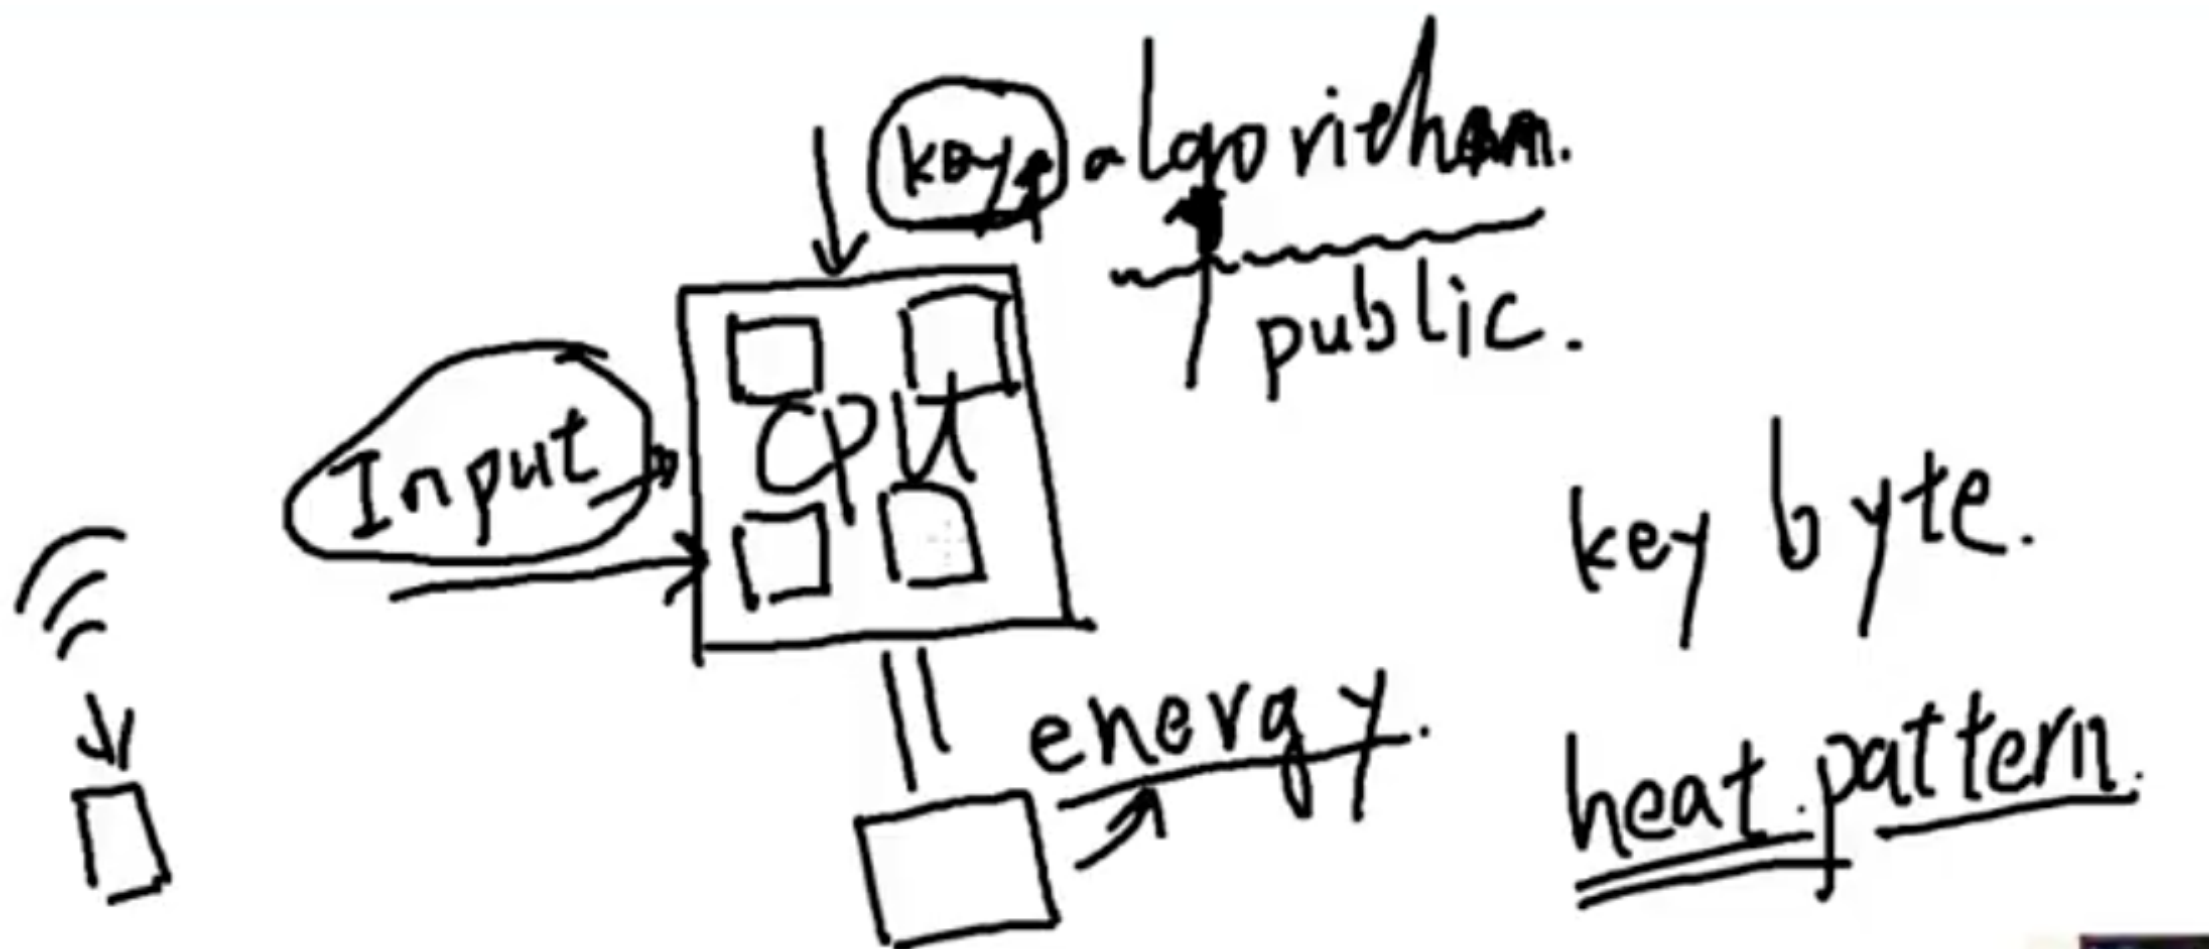 key, algorithm.
public.
Input
CPU
key byte.
energy.
heat pattern.